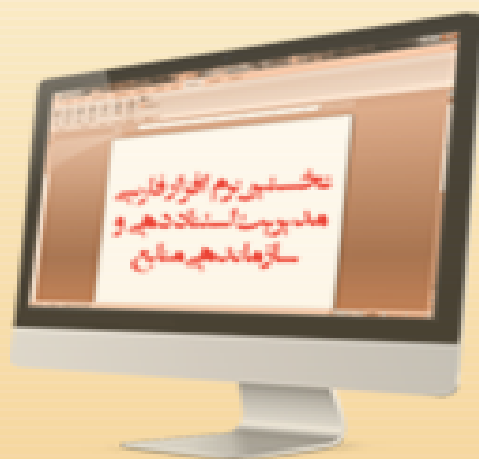 نخستین نرم افزار فارسی
مدیریت استناددهی و
سازماندهی منابع